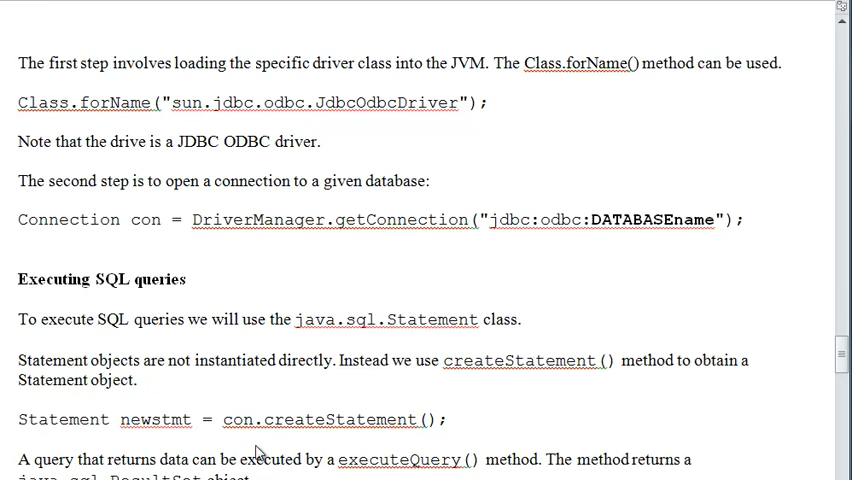 The first step involves loading the specific driver class into the JVM. The Class.forName() method can be used.
Class.forName("sun.jdbc.odbc.JdbcOdbcDriver");
Note that the drive is a JDBC ODBC driver.
The second step is to open a connection to a given database:
Connection con = DriverManager.getConnection("jdbc:odbc:DATABASEname");
Executing SQL queries
To execute SQL queries we will use the java.sql.Statement class.
Statement objects are not instantiated directly. Instead we use createStatement() method to obtain a
Statement object.
Statement newstmt = con.createStatement();
A query that returns data can be executed by a executeQuery() method. The method returns a
java.sql.ResultSet object.